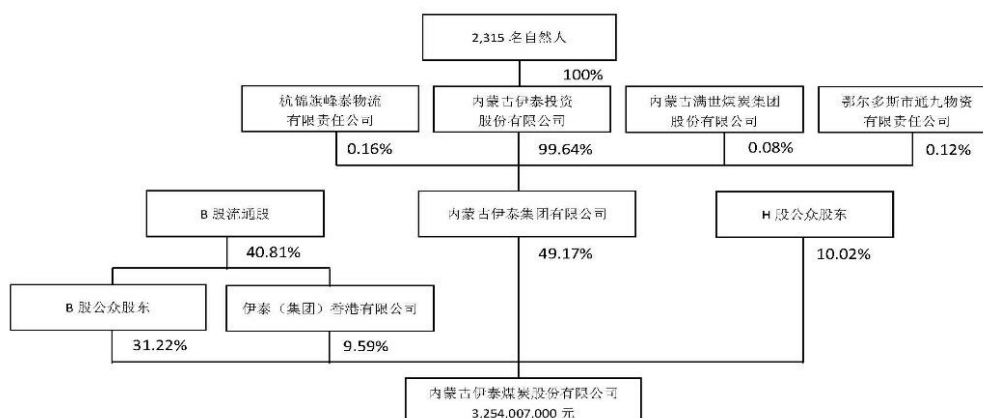 2,315 名自然人
100%
杭锦旗峰泰物流
有限责任公司
内蒙古伊泰投资
股份有限公司
内蒙古满世煤炭集团
股份有限公司
鄂尔多斯市通九物资
有限责任公司
0.16%
99.64%
0.08%
0.12%
B 股流通股
内蒙古伊泰集团有限公司
H 股公众股东
40.81%
49.17%
10.02%
B 股公众股东
伊泰（集团）香港有限公司
31.22%
9.59%
内蒙古伊泰煤炭股份有限公司
3,254,007,000 元